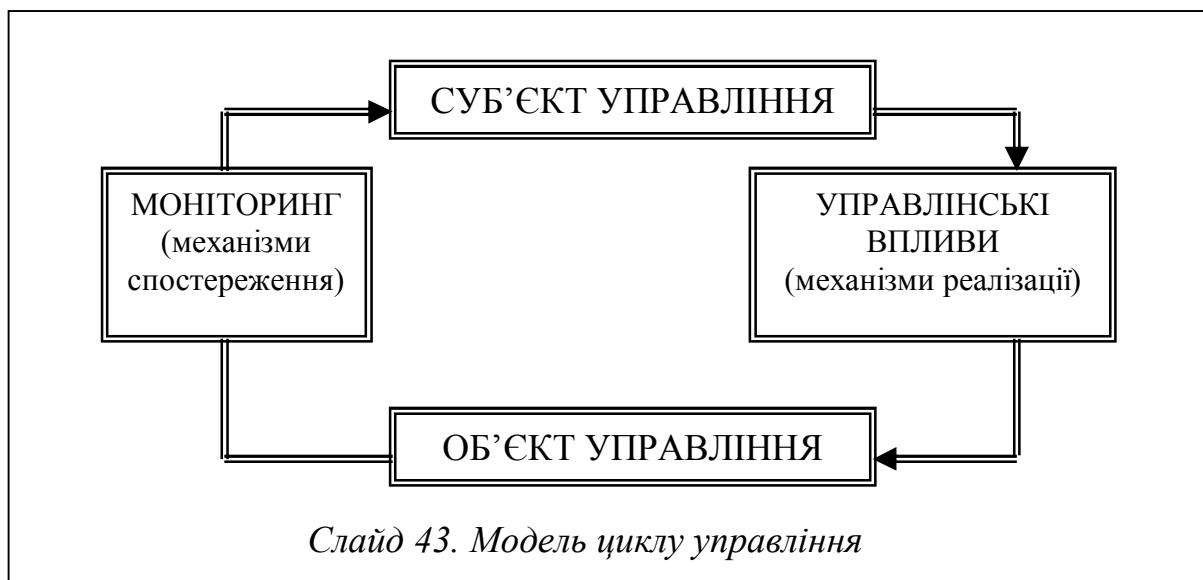 СУБ’ЄКТ УПРАВЛІННЯ
МОНІТОРИНГ
(механізми
спостереження)
УПРАВЛІНСЬКІ
ВПЛИВИ
(механізми реалізації)
ОБ’ЄКТ УПРАВЛІННЯ
Слайд 43. Модель циклу управління